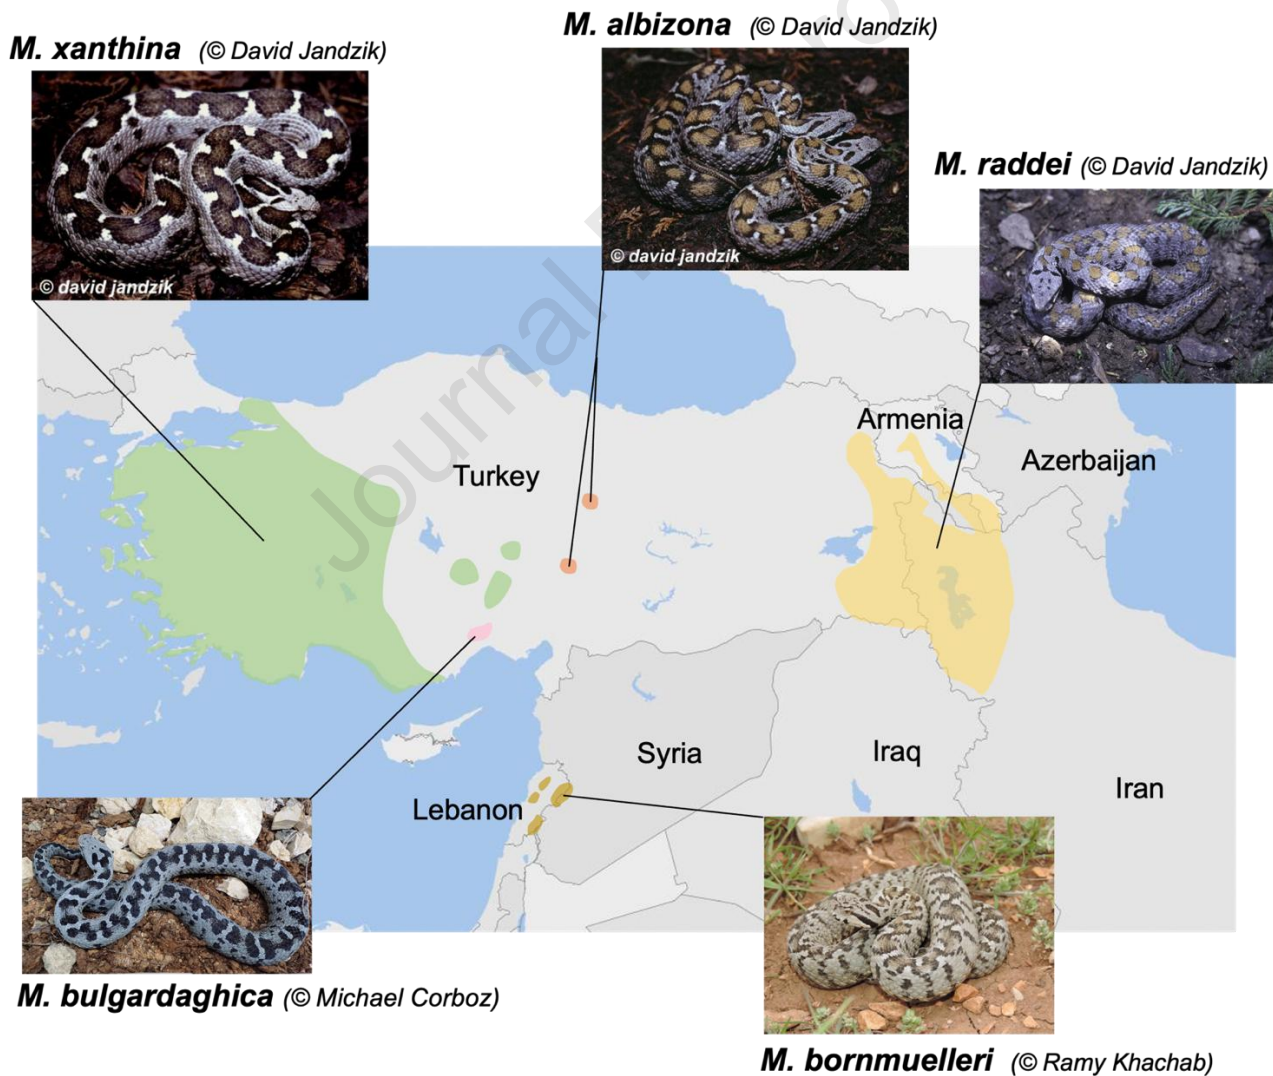 M. albizona (© David Jandzik)
M. xanthina (© David Jandzik)
M. raddei (© David Jandzik)
© david jandzik
© david jandzik
Journal
Armenia
Azerbaijan
Turkey
Syria
Iraq
Iran
Lebanon
M. bulgardaghica (© Michael Corboz)
M. bornmuelleri (© Ramy Khachab)